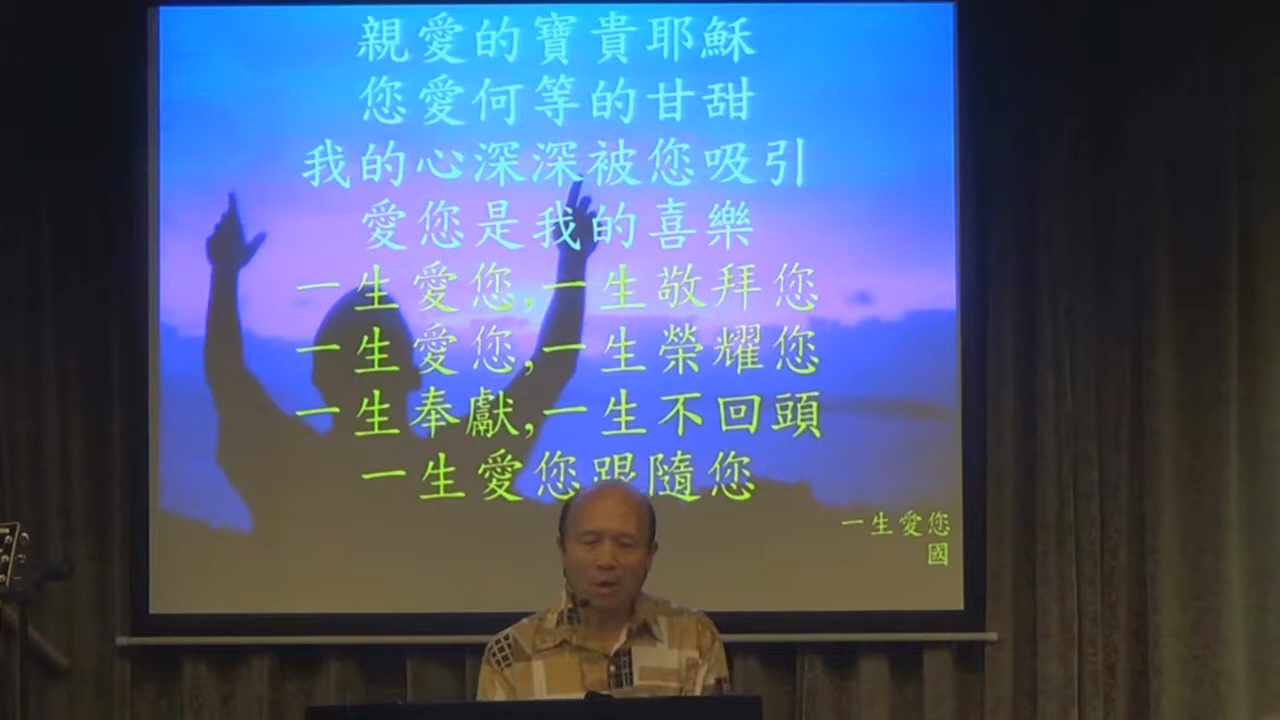 親愛的寶貴耶穌
您愛何等的甘甜
我的心深深被您吸引
愛您是我的喜樂
一生愛您,一生敬拜您
一生愛您,一生榮耀您
一生奉獻,一生不回頭
一生愛您跟隨您
一生愛您
國